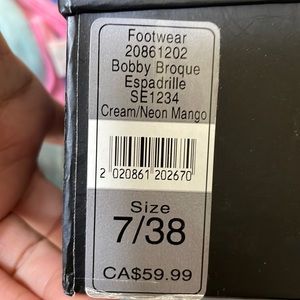 Footwear
20861202
Bobby Broque
Espadrille
SE1234
Cream/Neon Mango
2 020861 202670
Size
7/38
CA$59.99